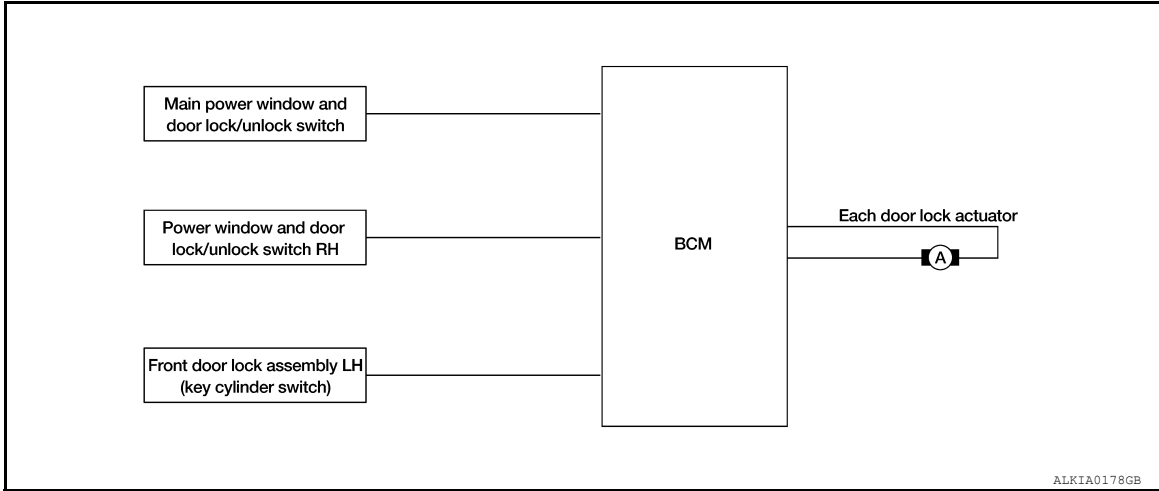 Main power window and
door lock/unlock switch
Power window and door
lock/unlock switch RH
Front door lock assembly LH
(key cylinder switch)
BCM
Each door lock actuator
A
ALKIA0178GB